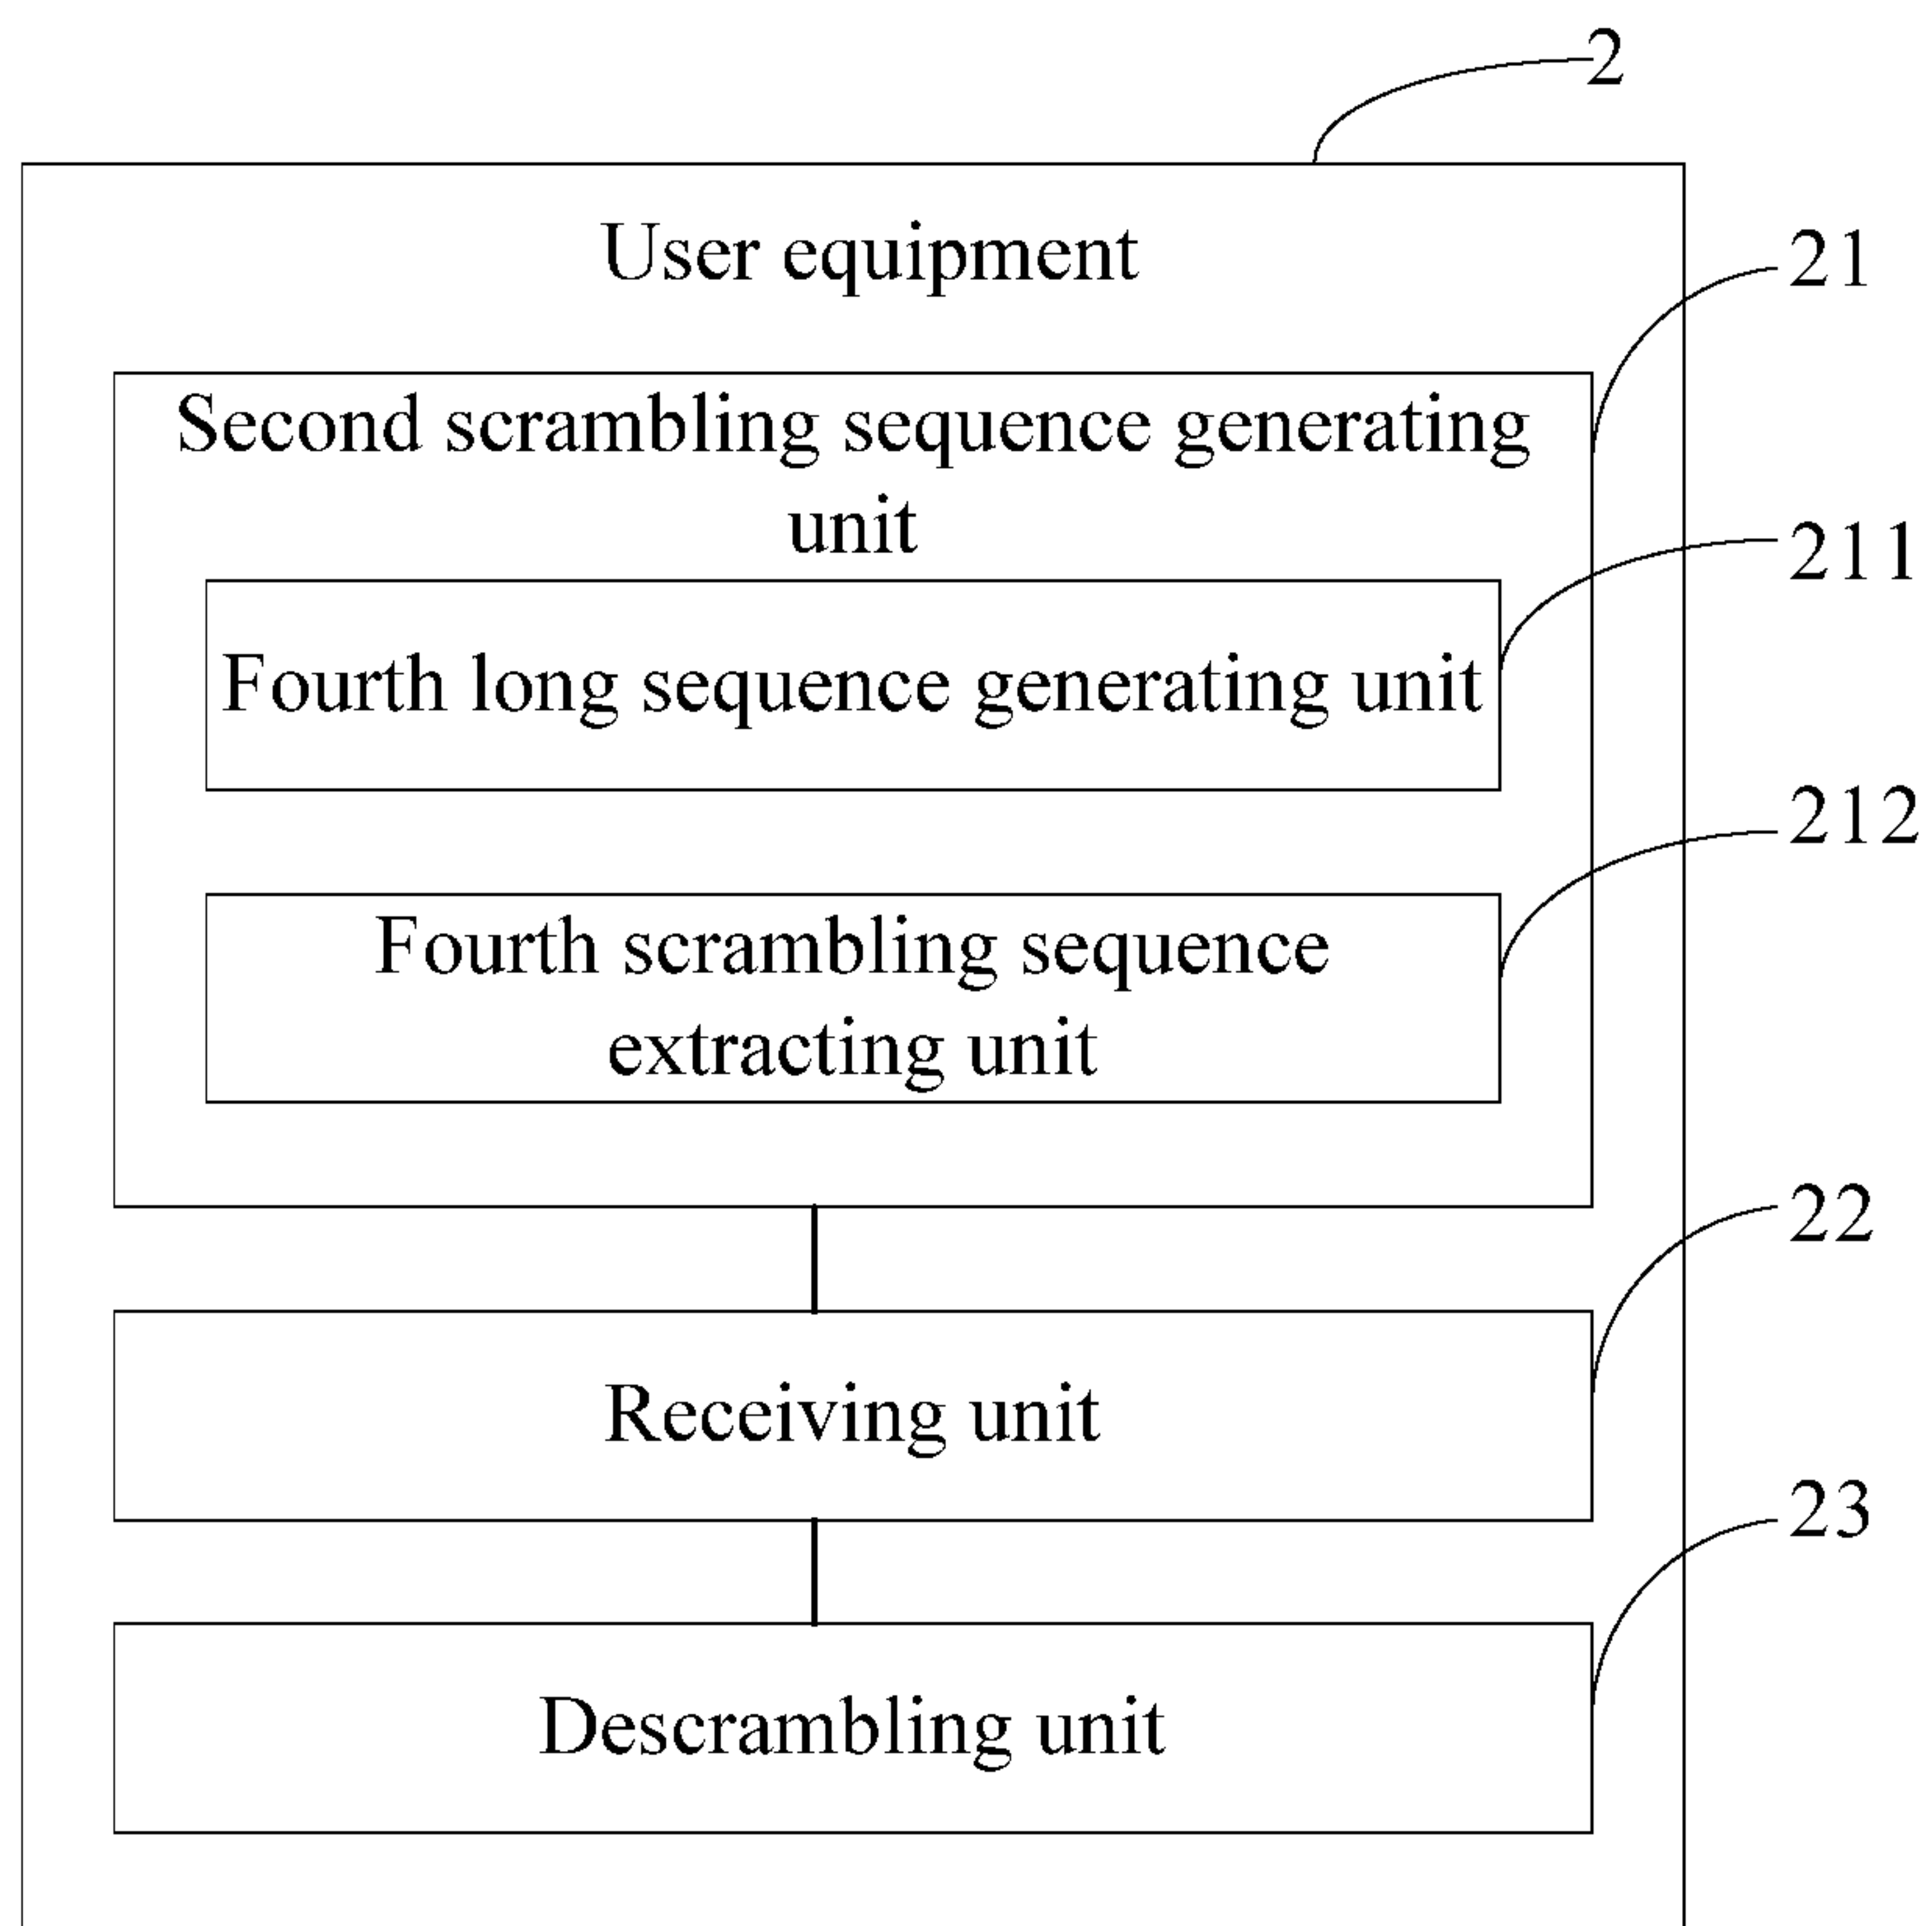 2
User equipment
21
Second scrambling sequence generating
unit
211
Fourth long sequence generating unit
212
Fourth scrambling sequence
extracting unit
22
Receiving unit
23
Descrambling unit